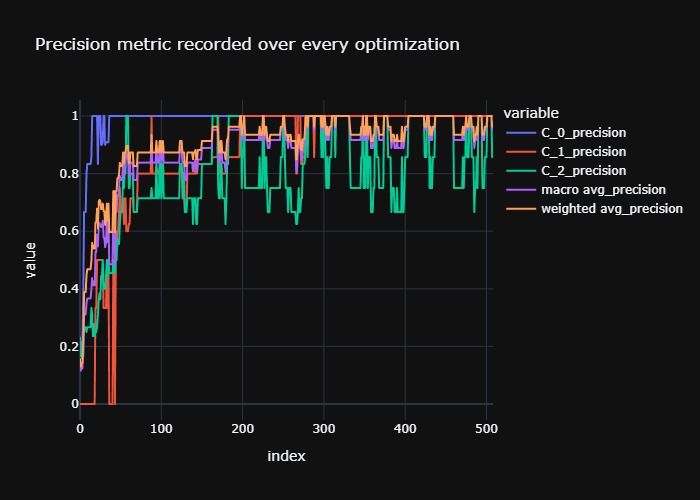 Precision metric recorded over every optimization
variable
C_0_precision
C_1_precision
C_2_precision
macro avg_precision
weighted avg_precision
value
1
0.8
0.6
0.4
0.2
0
0 100 200 300 400 500
index